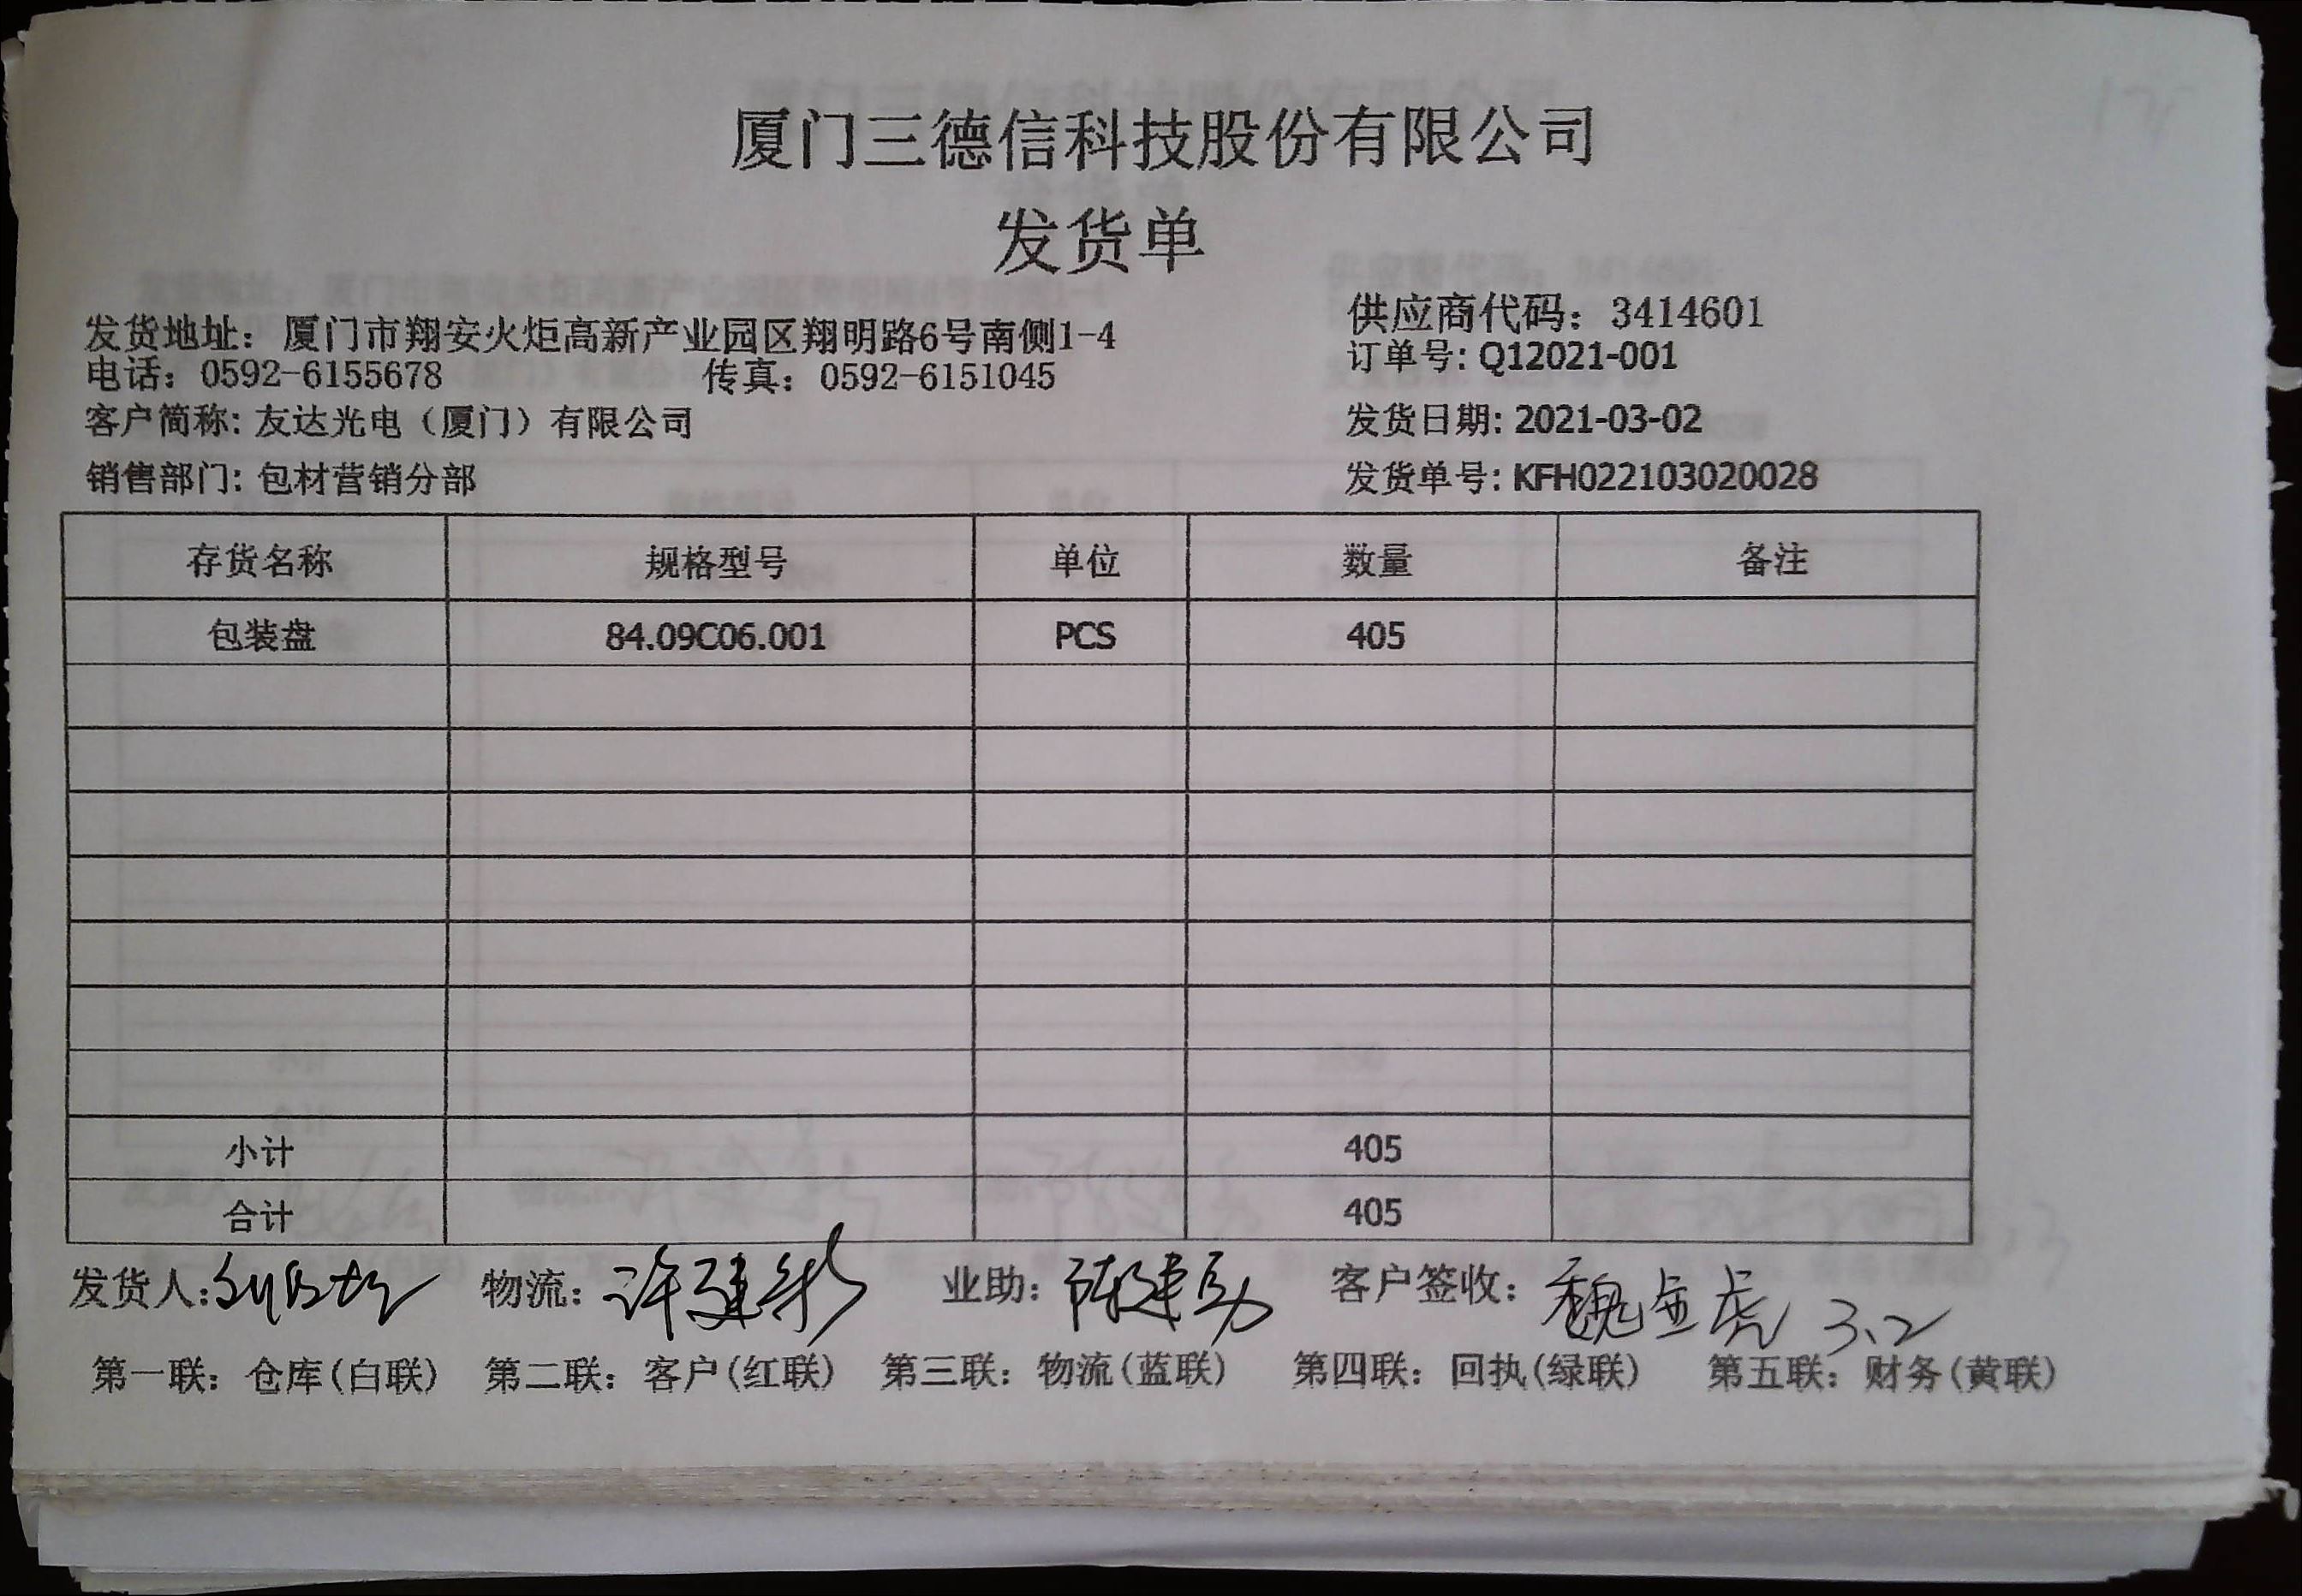 厦门三德信科技股份有限公司
发货单
供应商代码：3414601
发货地址：厦门市翔安火炬高新产业园区翔明路6号南侧1-4
订单号: Q12021-001
电话：0592-6155678 传真：0592-6151045
客户简称: 友达光电（厦门）有限公司 发货日期: 2021-03-02
销售部门: 包材营销分部 发货单号: KFH022103020028
存货名称 规格型号 单位 数量 备注
包装盘 84.09C06.001 PCS 405
小计 405
合计 405
发货人: 物流: 许建彬 业助: 陈建勇 客户签收: 魏金虎 3.2
第一联：仓库(白联) 第二联：客户(红联) 第三联：物流(蓝联) 第四联：回执(绿联) 第五联：财务(黄联)